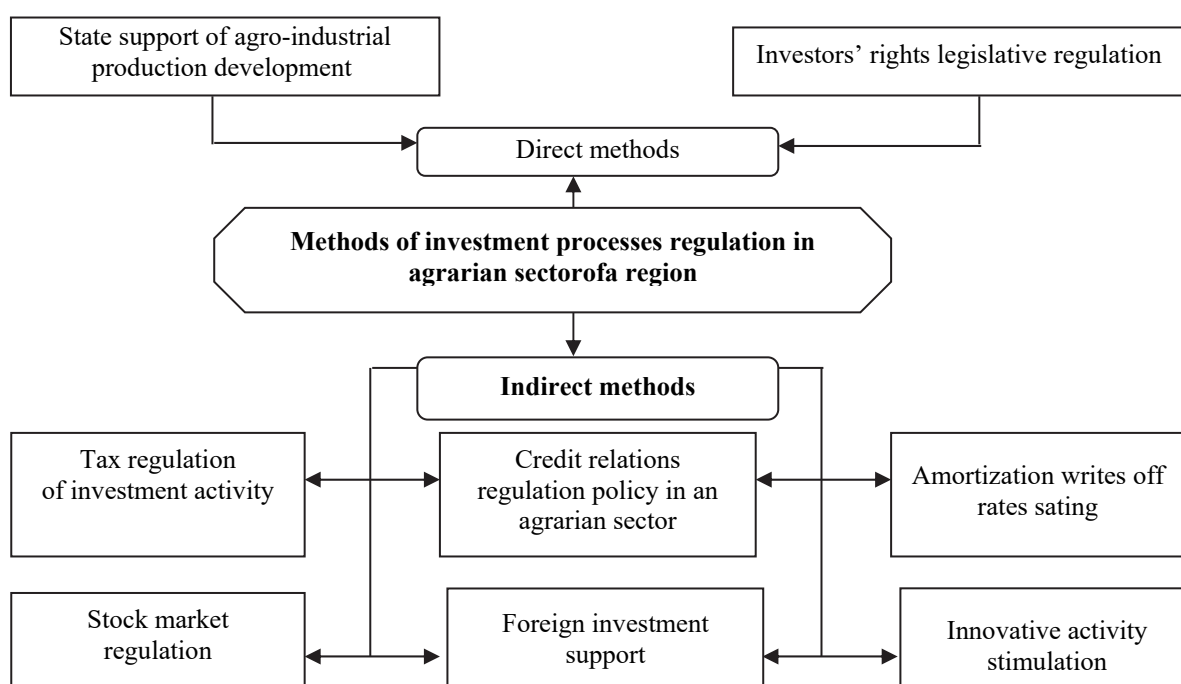 State support of agro-industrial
production development
Investors’ rights legislative regulation
Direct methods
Methods of investment processes regulation in
agrarian sectorofa region
Indirect methods
Tax regulation
of investment activity
Credit relations
regulation policy in an
agrarian sector
Amortization writes off
rates sating
Stock market
regulation
Foreign investment
support
Innovative activity
stimulation